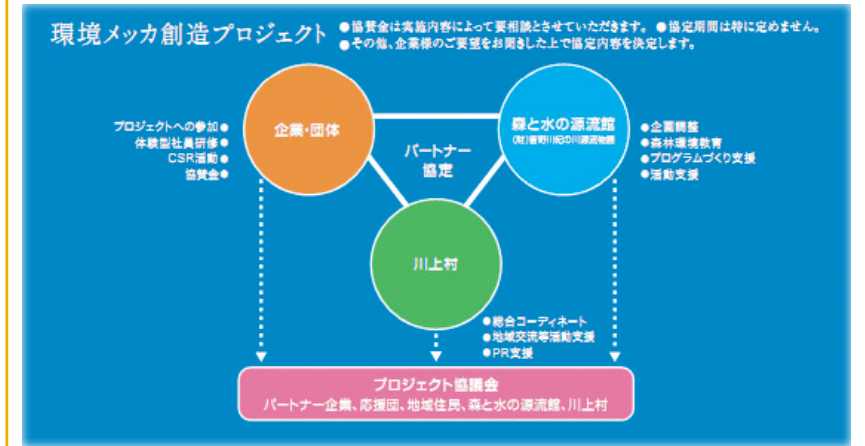 環境メッカ創造プロジェクト
●協賛金は実施内容によって要相談とさせていただきます。 ●協定期間は特に定めません。
●その他、企業様のご要望をお聞きした上で協定内容を決定します。
プロジェクトへの参加●
体験型社員研修●
CSR活動●
協賛金●
企業・団体
パートナー
協定
森と水の源流館
(財)吉野川紀の川源流物語
●企画調整
●森林環境教育
●プログラムづくり支援
●活動支援
川上村
●総合コーディネート
●地域交流等活動支援
●PR支援
プロジェクト協議会
パートナー企業、応援団、地域住民、森と水の源流館、川上村